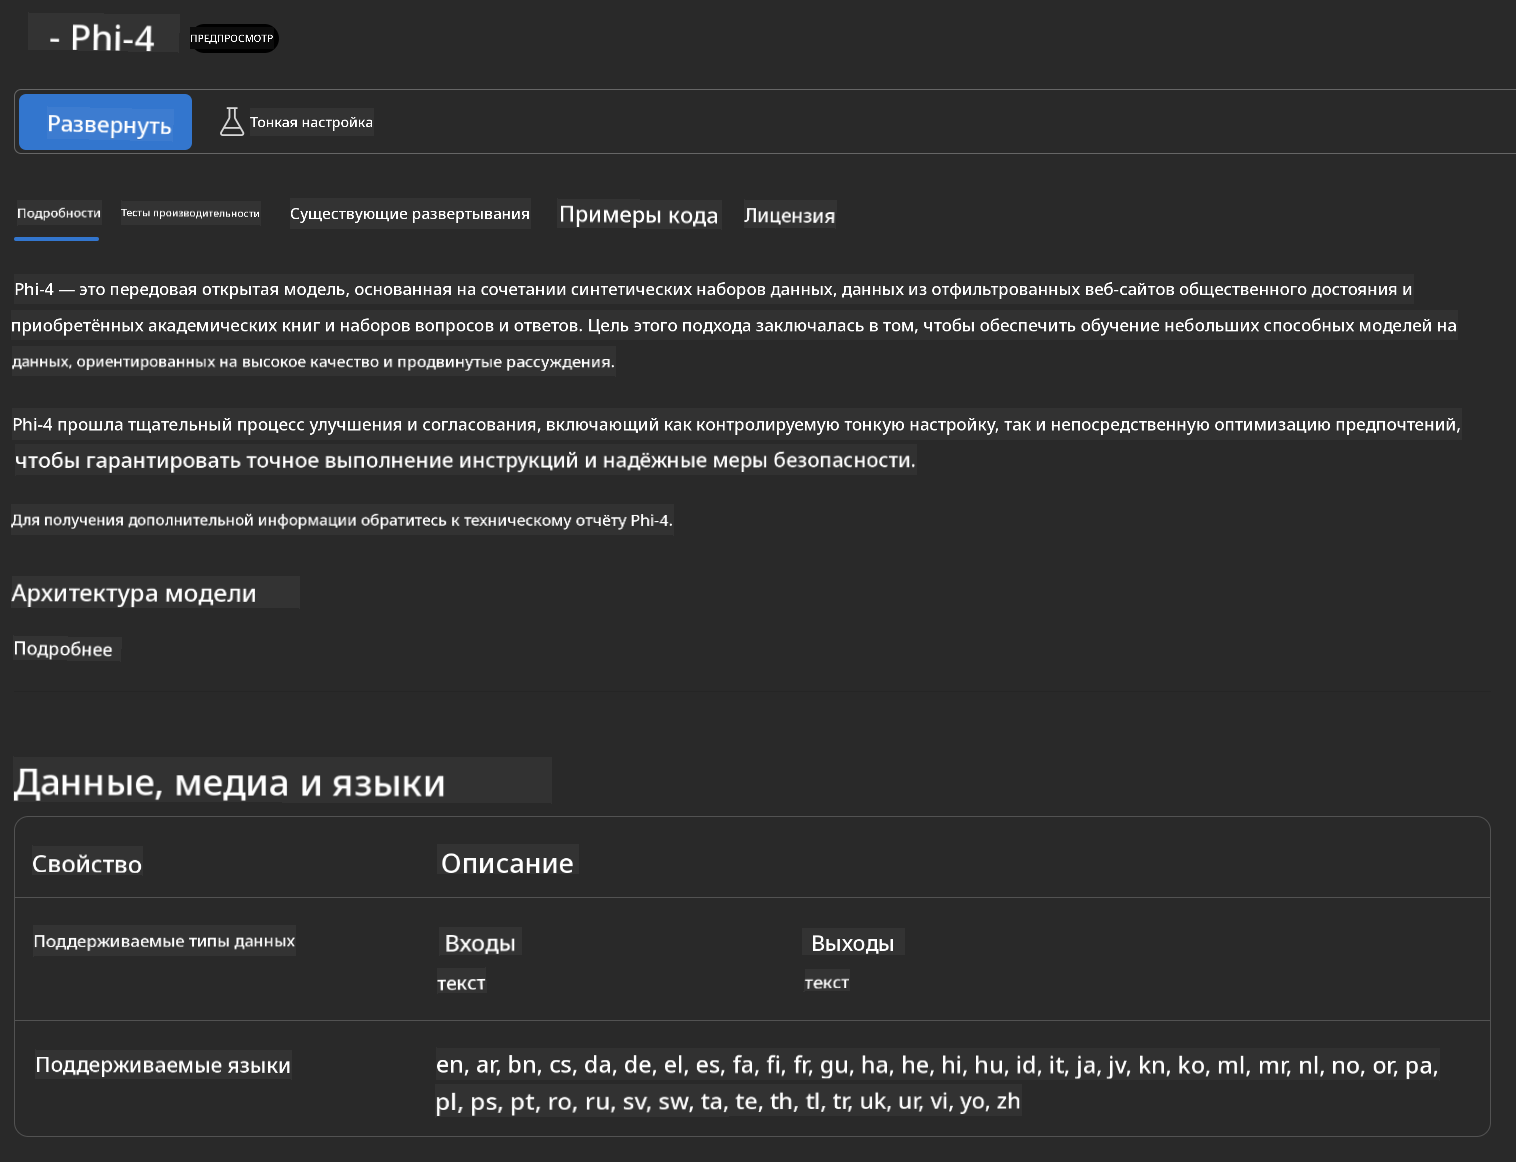 - Phi-4 ПРЕДПРОСМОТР
Развернуть Тонкая настройка
Подробности Тесты производительности Существующие развертывания Примеры кода Лицензия
Phi-4 — это передовая открытая модель, основанная на сочетании синтетических наборов данных, данных из отфильтрованных веб-сайтов общественного достояния и
приобретённых академических книг и наборов вопросов и ответов. Цель этого подхода заключалась в том, чтобы обеспечить обучение небольших способных моделей на
данных, ориентированных на высокое качество и продвинутые рассуждения.
Phi-4 прошла тщательный процесс улучшения и согласования, включающий как контролируемую тонкую настройку, так и непосредственную оптимизацию предпочтений,
чтобы гарантировать точное выполнение инструкций и надёжные меры безопасности.
Для получения дополнительной информации обратитесь к техническому отчёту Phi-4.
Архитектура модели
Подробнее
Данные, медиа и языки
Свойство Описание
Поддерживаемые типы данных Входы Выходы
текст текст
Поддерживаемые языки en, ar, bn, cs, da, de, el, es, fa, fi, fr, gu, ha, he, hi, hu, id, it, ja, jv, kn, ko, ml, mr, nl, no, or, pa,
pl, ps, pt, ro, ru, sv, sw, ta, te, th, tl, tr, uk, ur, vi, yo, zh